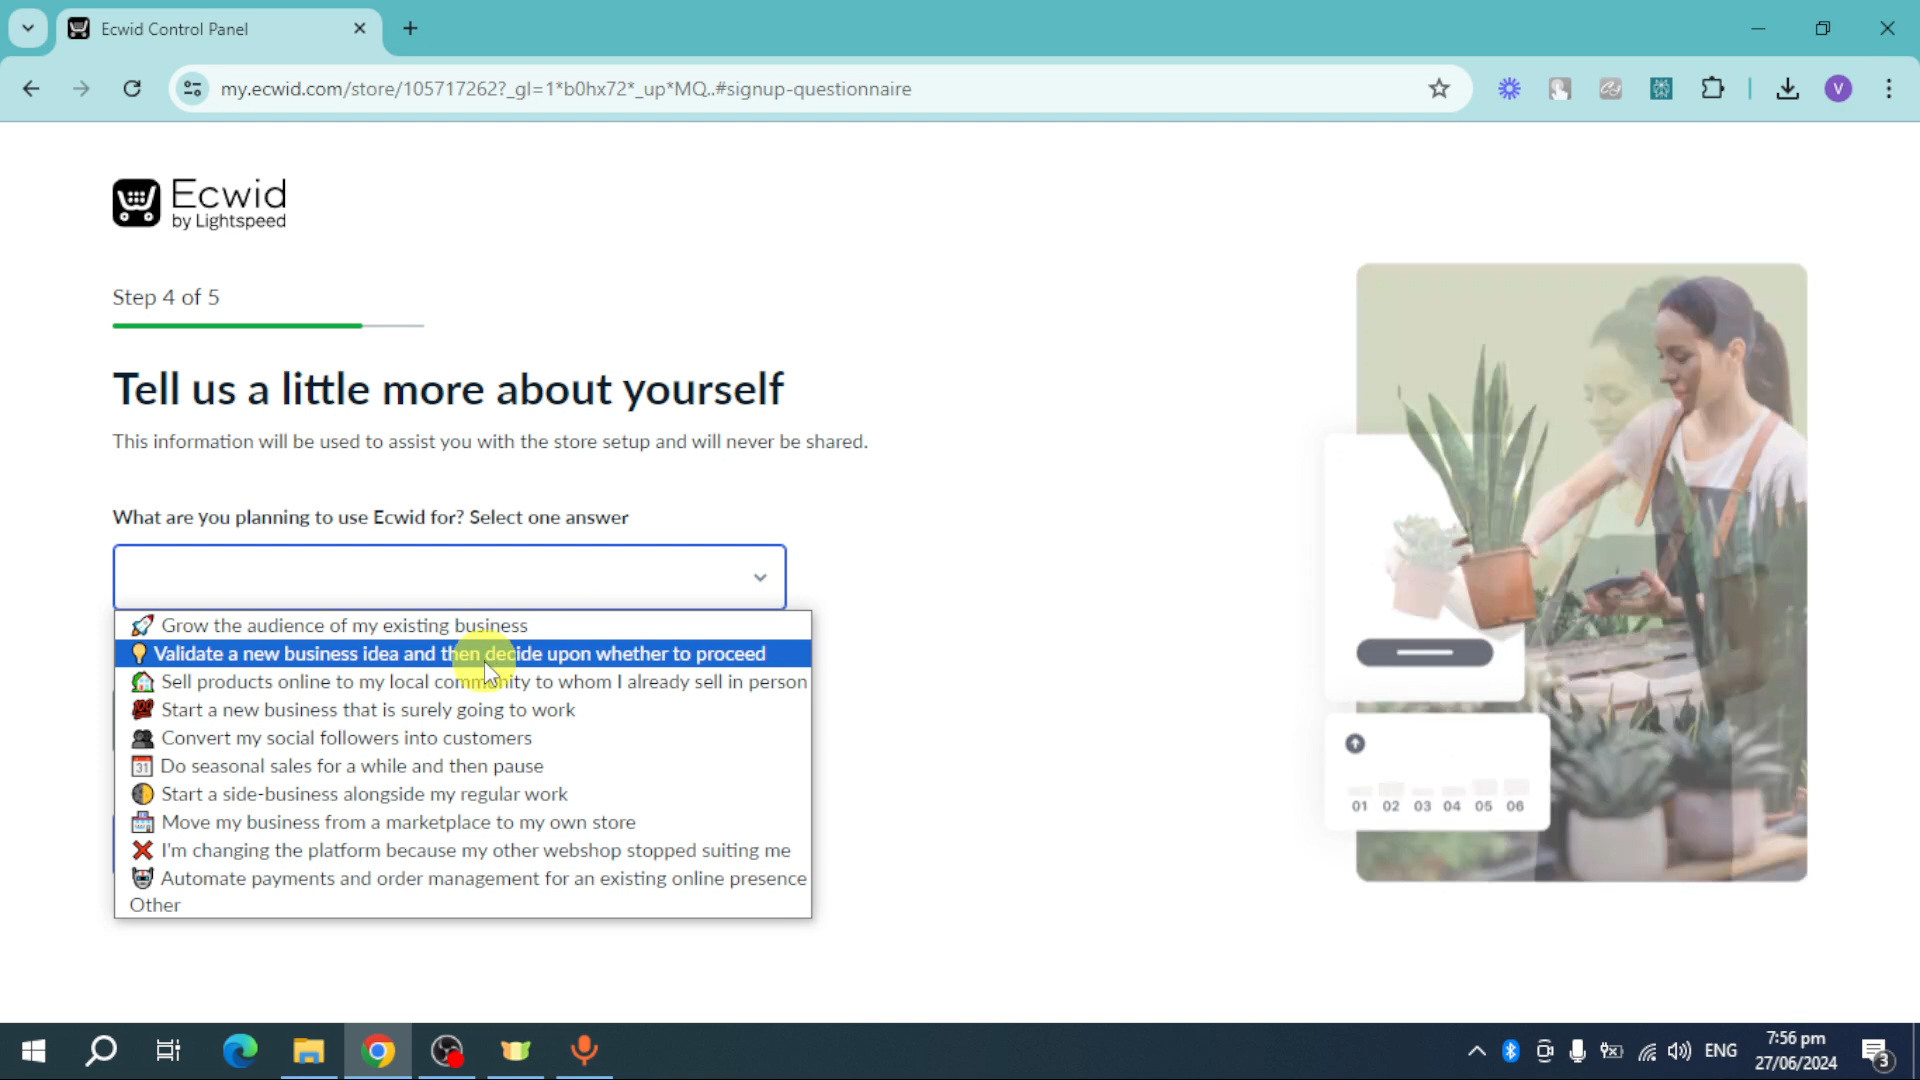 Ecwid Control Panel
my.ecwid.com/store/105717262?_gl=1*b0hx72*_up*MQ..#signup-questionnaire
V
Ecwid
by Lightspeed
Step 4 of 5
Tell us a little more about yourself
This information will be used to assist you with the store setup and will never be shared.
What are you planning to use Ecwid for? Select one answer
🚀 Grow the audience of my existing business
💡 Validate a new business idea and then decide upon whether to proceed
🏡 Sell products online to my local community to whom I already sell in person
💯 Start a new business that is surely going to work
👥 Convert my social followers into customers
📅 Do seasonal sales for a while and then pause
🌓 Start a side-business alongside my regular work
🏪 Move my business from a marketplace to my own store
❌ I'm changing the platform because my other webshop stopped suiting me
🤖 Automate payments and order management for an existing online presence
Other
01 02 03 04 05 06
ENG
7:56 pm
27/06/2024
3